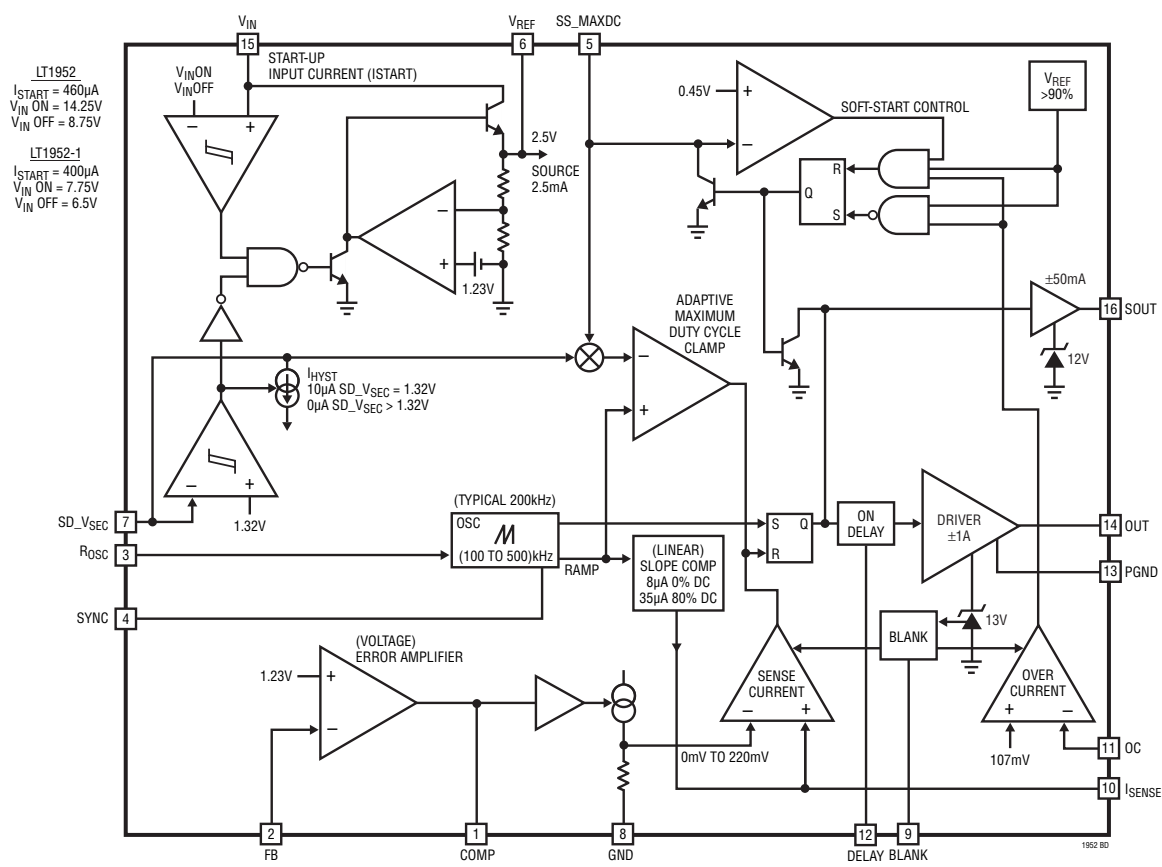 V_IN
V_REF
SS_MAXDC
15
6
5
LT1952
I_START = 460µA
V_IN ON = 14.25V
V_IN OFF = 8.75V
LT1952-1
I_START = 400µA
V_IN ON = 7.75V
V_IN OFF = 6.5V
START-UP
INPUT CURRENT (ISTART)
V_INON
V_INOFF
–
+
2.5V
SOURCE
2.5mA
–
+
1.23V
0.45V
+
–
SOFT-START CONTROL
V_REF
>90%
R
Q
S
±50mA
16
SOUT
12V
ADAPTIVE
MAXIMUM
DUTY CYCLE
CLAMP
–
+
I_HYST
10µA SD_V_SEC = 1.32V
0µA SD_V_SEC > 1.32V
–
+
1.32V
SD_V_SEC
7
R_OSC
3
SYNC
4
(TYPICAL 200kHz)
OSC
(100 TO 500)kHz
RAMP
(LINEAR)
SLOPE COMP
8µA 0% DC
35µA 80% DC
S
Q
R
ON
DELAY
DRIVER
±1A
14
OUT
13
PGND
13V
BLANK
(VOLTAGE)
ERROR AMPLIFIER
1.23V
+
–
SENSE
CURRENT
–
+
0mV TO 220mV
OVER
CURRENT
+
–
107mV
11
OC
10
I_SENSE
2
FB
1
COMP
8
GND
12
DELAY
9
BLANK
1952 BD